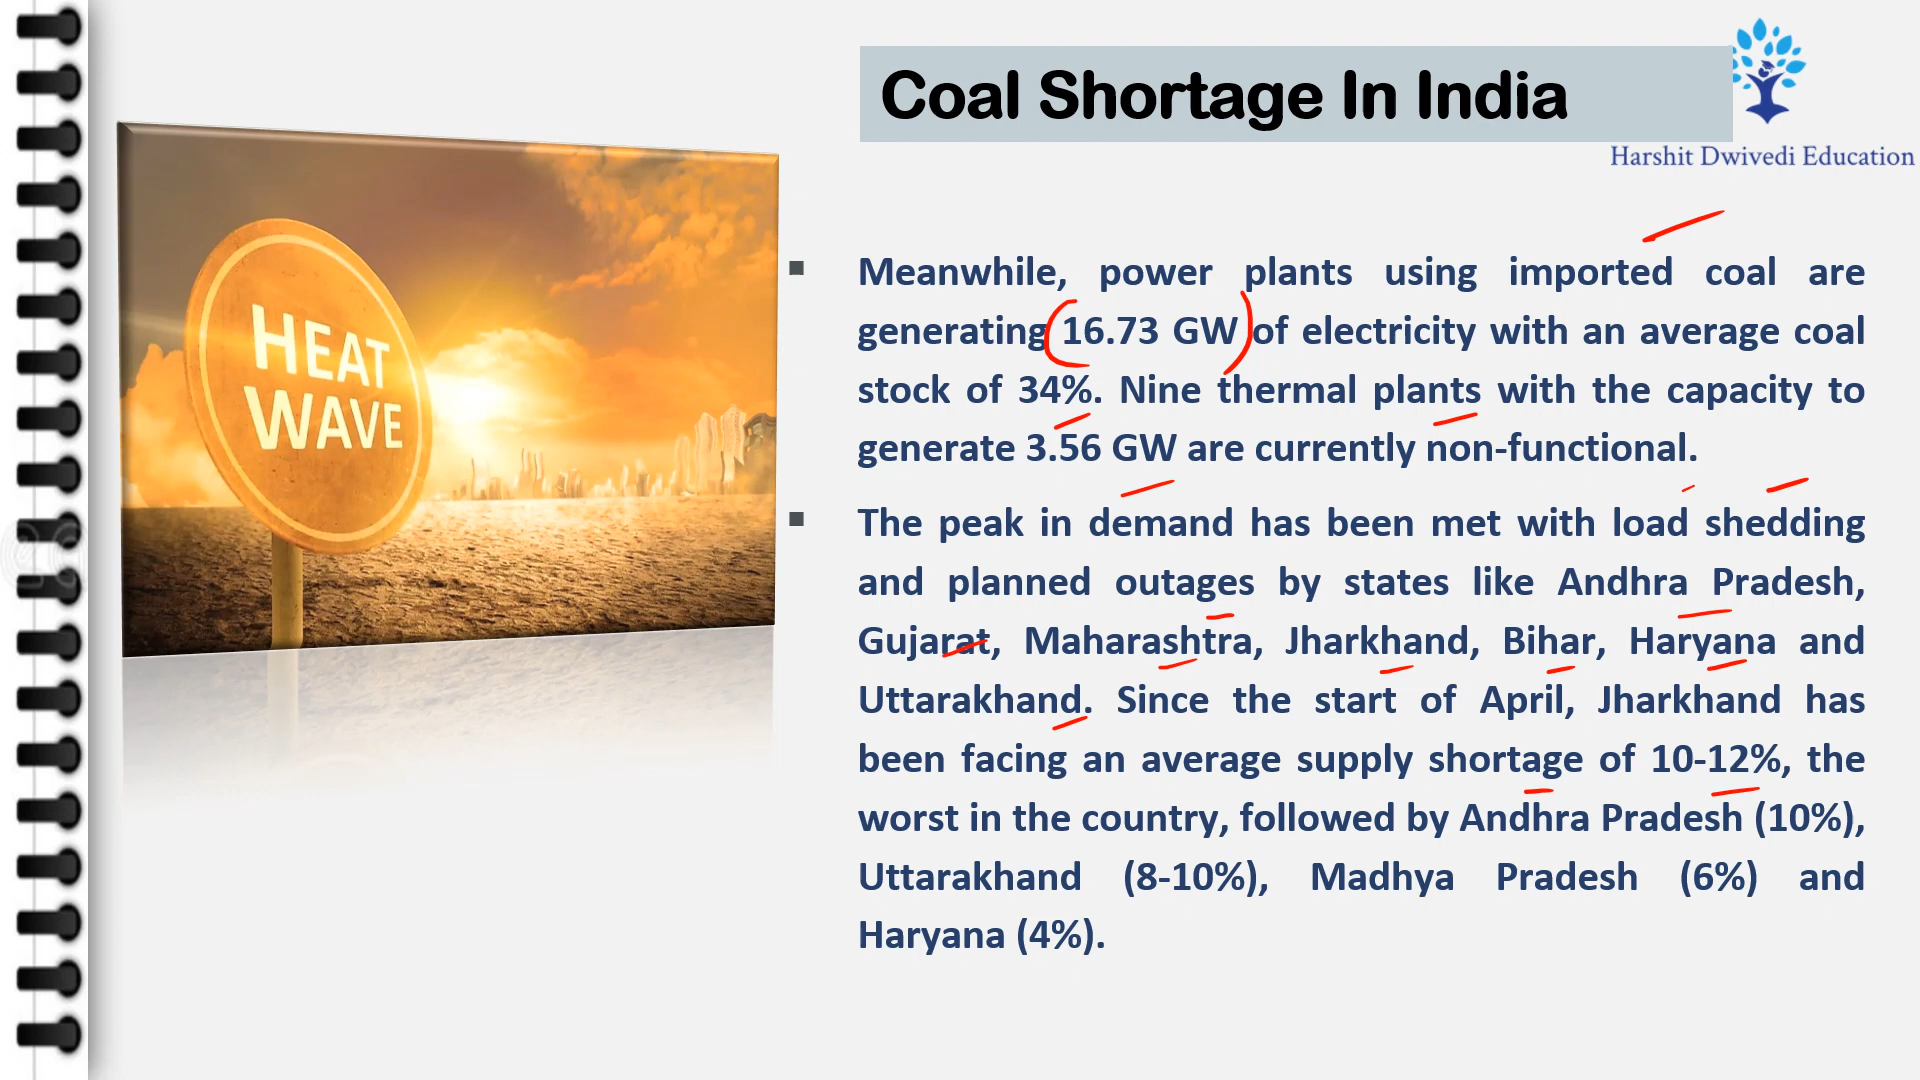 Coal Shortage In India
Harshit Dwivedi Education
HEAT
WAVE
Meanwhile, power plants using imported coal are
generating 16.73 GW of electricity with an average coal
stock of 34%. Nine thermal plants with the capacity to
generate 3.56 GW are currently non-functional.
The peak in demand has been met with load shedding
and planned outages by states like Andhra Pradesh,
Gujarat, Maharashtra, Jharkhand, Bihar, Haryana and
Uttarakhand. Since the start of April, Jharkhand has
been facing an average supply shortage of 10-12%, the
worst in the country, followed by Andhra Pradesh (10%),
Uttarakhand (8-10%), Madhya Pradesh (6%) and
Haryana (4%).